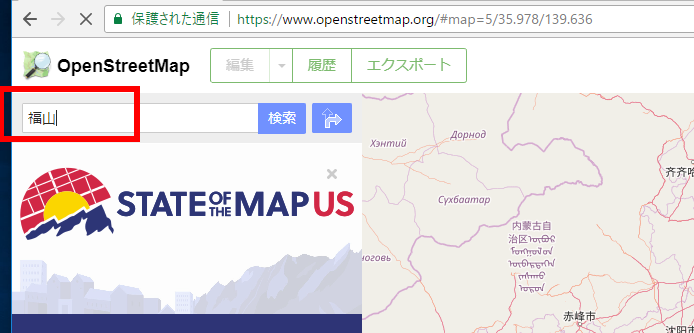 保護された通信 https://www.openstreetmap.org/#map=5/35.978/139.636
OpenStreetMap 編集 履歴 エクスポート
福山 検索
STATE OF THE MAP US
Хэнтий
Дорнод
Сүхбаатар
内蒙古自
治区
齐齐哈
赤峰市
沈阳市